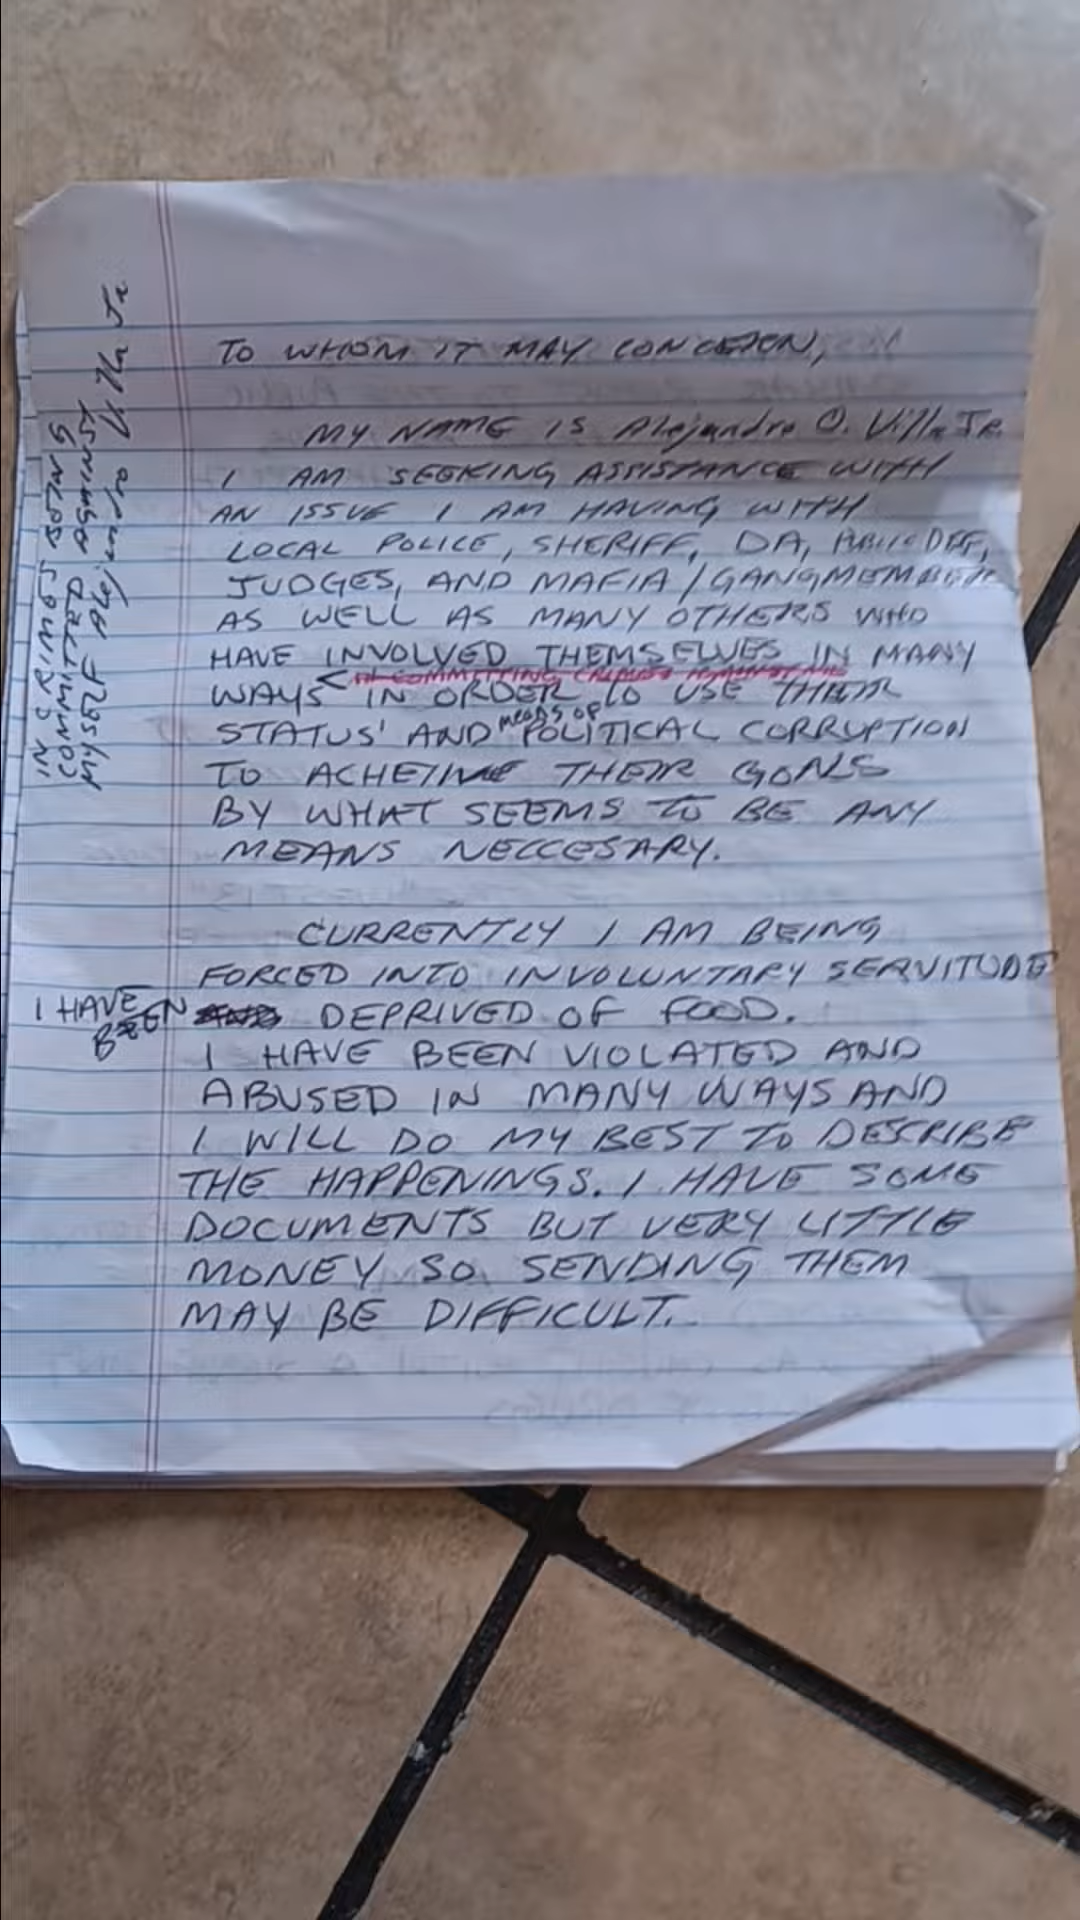 TO WHOM IT MAY CONCERN,
MY NAME IS Alejandro O. Villa JR.
I AM SEEKING ASSISTANCE WITH
AN ISSUE I AM HAVING WITH
LOCAL POLICE, SHERIFF, DA, PUBLIC DEF,
JUDGES, AND MAFIA/GANGMEMBER
AS WELL AS MANY OTHERS WHO
HAVE INVOLVED THEMSELVES IN MANY
COMMITTING CRIMES AGAINST ME
WAYS < IN ORDER TO USE THEIR
means of
STATUS' AND POLITICAL CORRUPTION
TO THEIR GOALS
BY WHAT SEEMS TO BE ANY
MEANS NECCESARY.
CURRENTLY I AM BEING
FORCED INTO INVOLUNTARY SERVITUDE
I HAVE BEEN AND DEPRIVED OF FOOD.
I HAVE BEEN VIOLATED AND
ABUSED IN MANY WAYS AND
I WILL DO MY BEST TO DESCRIBE
THE HAPPENINGS. I HAVE SOME
DOCUMENTS BUT VERY LITTLE
MONEY SO SENDING THEM
MAY BE DIFFICULT.
IN CRIMES BEING
COMMITTED AGAINST
MYSELF Alejandro Villa Jr